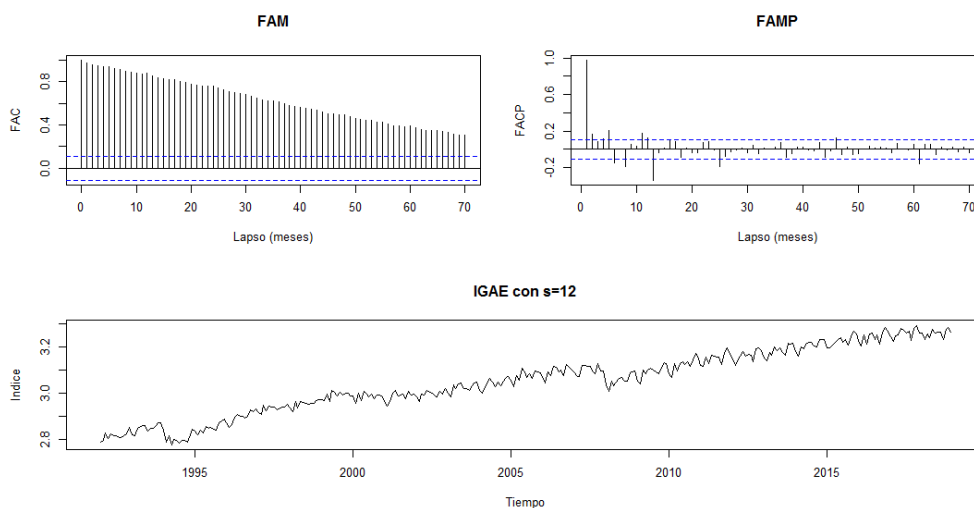 FAM
FAC
0.0 0.4 0.8
0 10 20 30 40 50 60 70
Lapso (meses)
FAMP
FACP
-0.2 0.2 0.6 1.0
0 10 20 30 40 50 60 70
Lapso (meses)
IGAE con s=12
Indice
2.8 3.0 3.2
1995 2000 2005 2010 2015
Tiempo